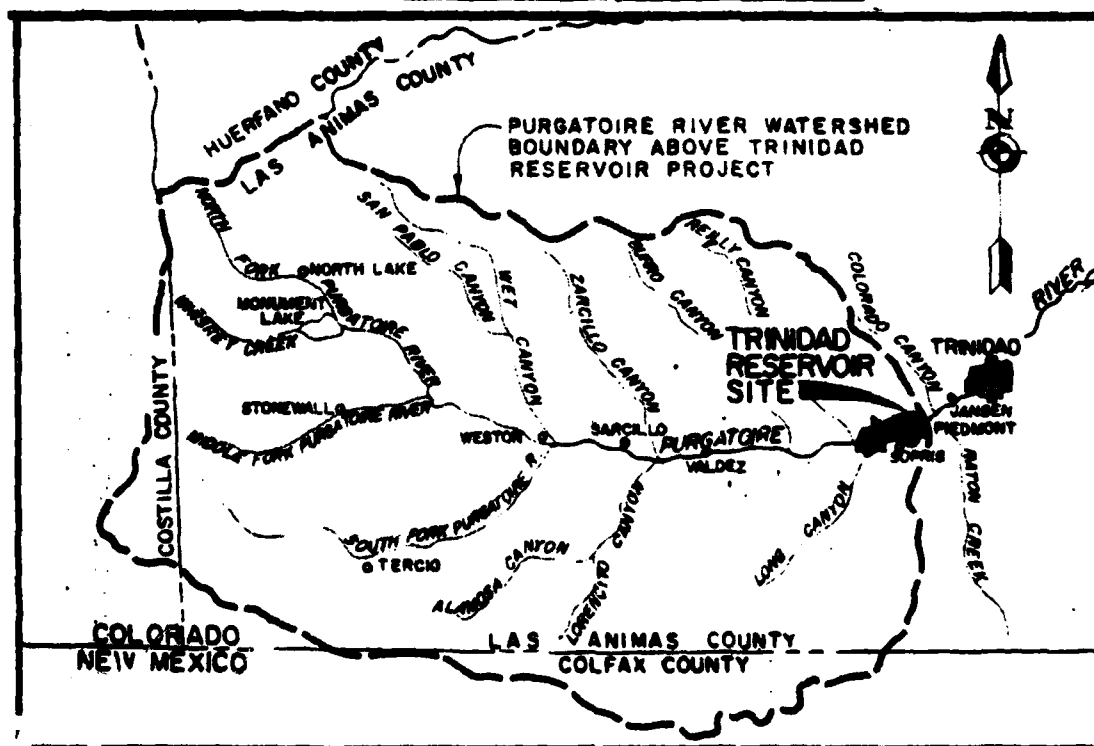 HUERFANO COUNTY
LAS ANIMAS COUNTY
PURGATOIRE RIVER WATERSHED
BOUNDARY ABOVE TRINIDAD
RESERVOIR PROJECT
N
NORTH FORK PURGATOIRE RIVER
NORTH LAKE
MONUMENT
LAKE
WHISKEY CREEK
STONEWALL
MIDDLE FORK PURGATOIRE RIVER
SAN PABLO CANYON
WET CANYON
ZARCILLO CANYON
BURRO CANYON
REILLY CANYON
COLORADO CANYON
RIVER
TRINIDAD
RESERVOIR
SITE
TRINIDAD
JANSEN
PIEDMONT
SOPRIS
WESTON
SARCILLO
PURGATOIRE
VALDEZ
COSTILLA COUNTY
SOUTH FORK PURGATOIRE R
TERCIO
ALAMOSA CANYON
LORENCITO CANYON
LONG CANYON
RATON CREEK
COLORADO
NEW MEXICO
LAS ANIMAS COUNTY
COLFAX COUNTY